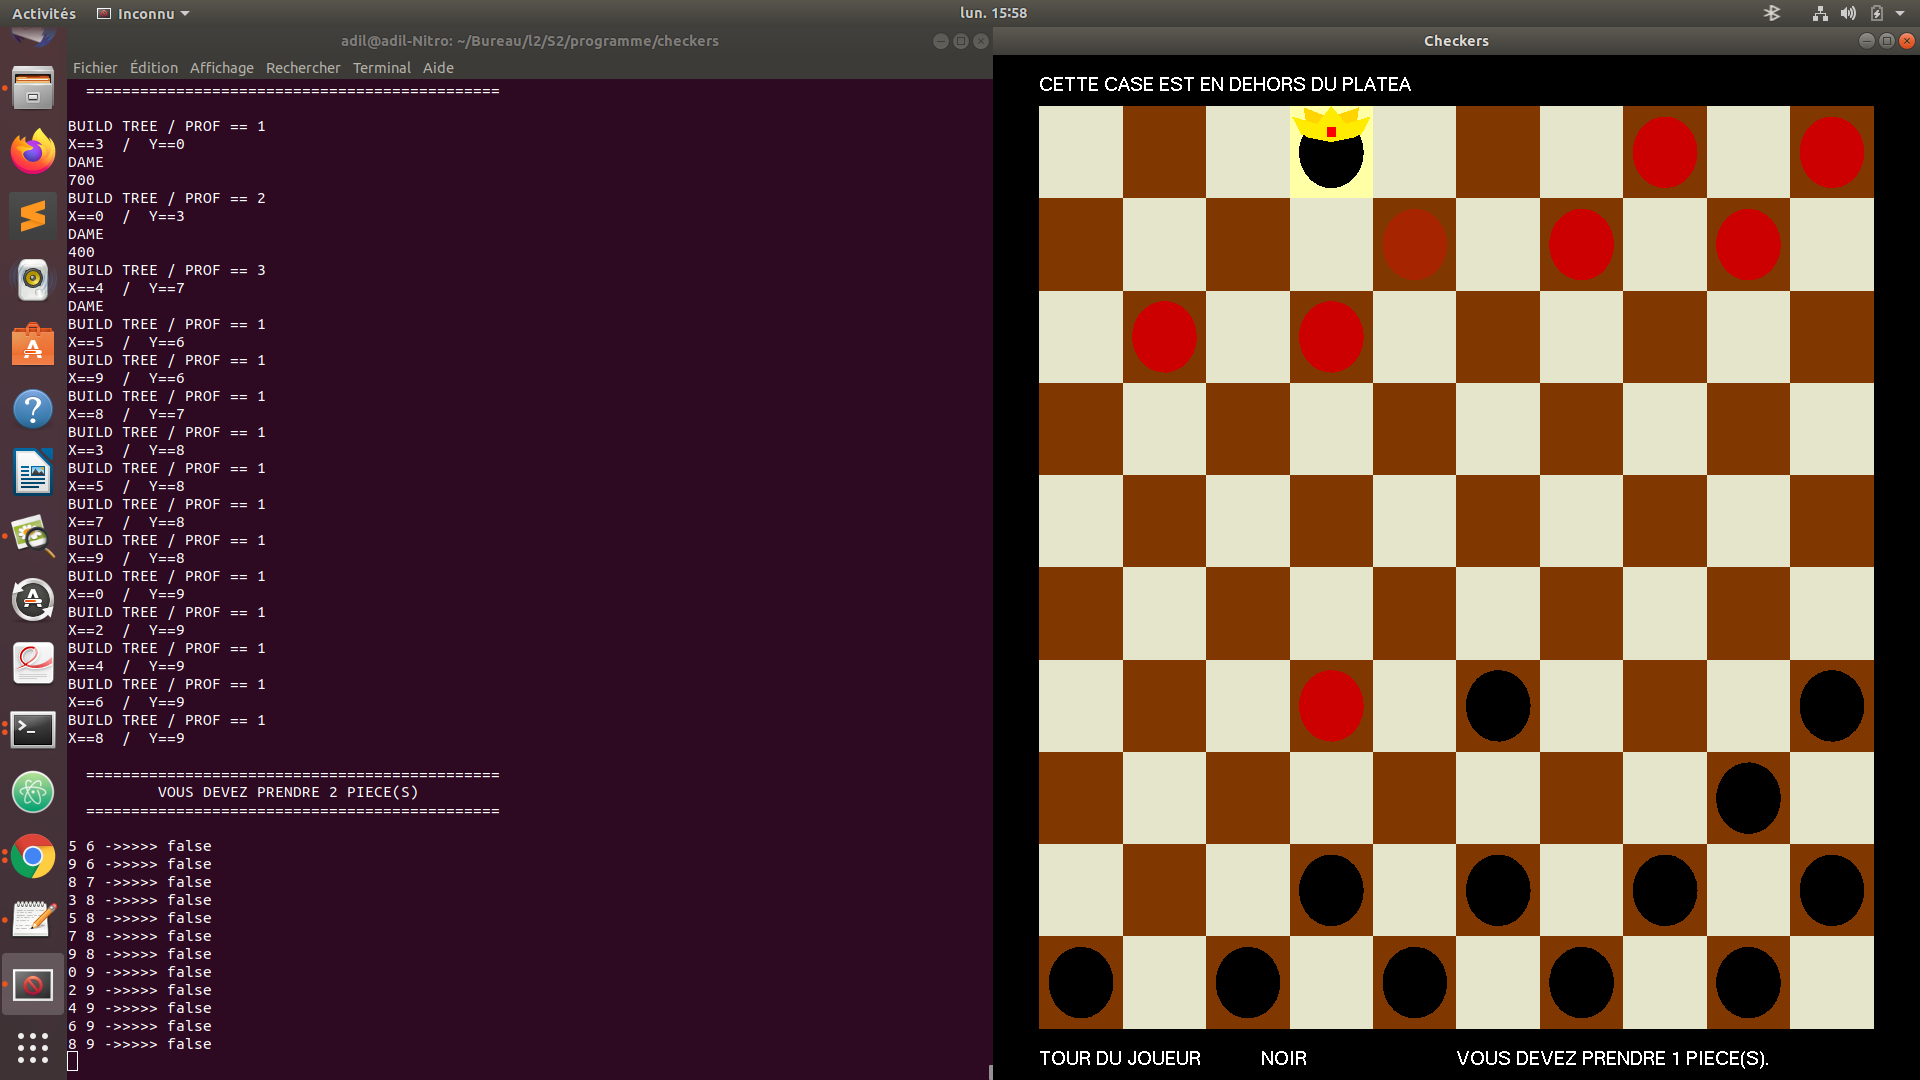 Activités Inconnu lun. 15:58
adil@adil-Nitro: ~/Bureau/l2/S2/programme/checkers
Fichier Édition Affichage Rechercher Terminal Aide
==============================================
BUILD TREE / PROF == 1
X==3 / Y==0
DAME
700
BUILD TREE / PROF == 2
X==0 / Y==3
DAME
400
BUILD TREE / PROF == 3
X==4 / Y==7
DAME
BUILD TREE / PROF == 1
X==5 / Y==6
BUILD TREE / PROF == 1
X==9 / Y==6
BUILD TREE / PROF == 1
X==8 / Y==7
BUILD TREE / PROF == 1
X==3 / Y==8
BUILD TREE / PROF == 1
X==5 / Y==8
BUILD TREE / PROF == 1
X==7 / Y==8
BUILD TREE / PROF == 1
X==9 / Y==8
BUILD TREE / PROF == 1
X==0 / Y==9
BUILD TREE / PROF == 1
X==2 / Y==9
BUILD TREE / PROF == 1
X==4 / Y==9
BUILD TREE / PROF == 1
X==6 / Y==9
BUILD TREE / PROF == 1
X==8 / Y==9
==============================================
VOUS DEVEZ PRENDRE 2 PIECE(S)
==============================================
5 6 ->>>>> false
9 6 ->>>>> false
8 7 ->>>>> false
3 8 ->>>>> false
5 8 ->>>>> false
7 8 ->>>>> false
9 8 ->>>>> false
0 9 ->>>>> false
2 9 ->>>>> false
4 9 ->>>>> false
6 9 ->>>>> false
8 9 ->>>>> false
Checkers
CETTE CASE EST EN DEHORS DU PLATEA
TOUR DU JOUEUR NOIR VOUS DEVEZ PRENDRE 1 PIECE(S).